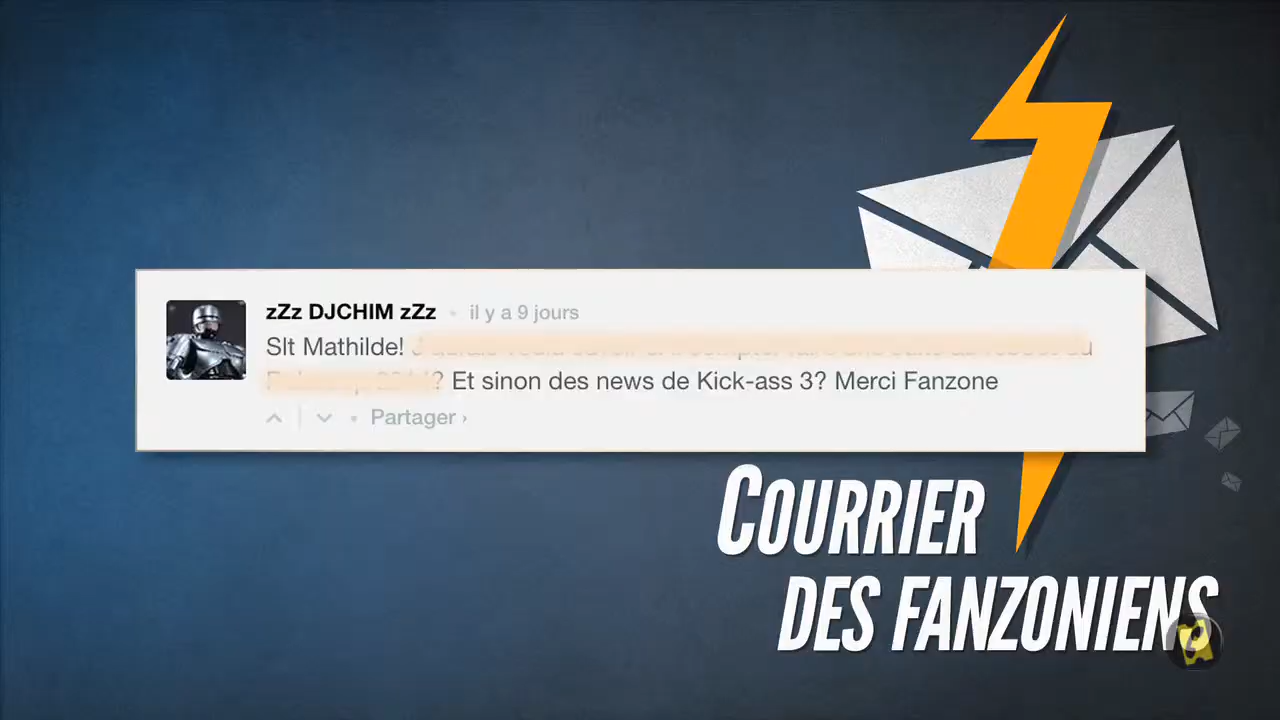 zZz DJCHIM zZz • il y a 9 jours
Slt Mathilde!
? Et sinon des news de Kick-ass 3? Merci Fanzone
• Partager ›
COURRIER
DES FANZONIENS